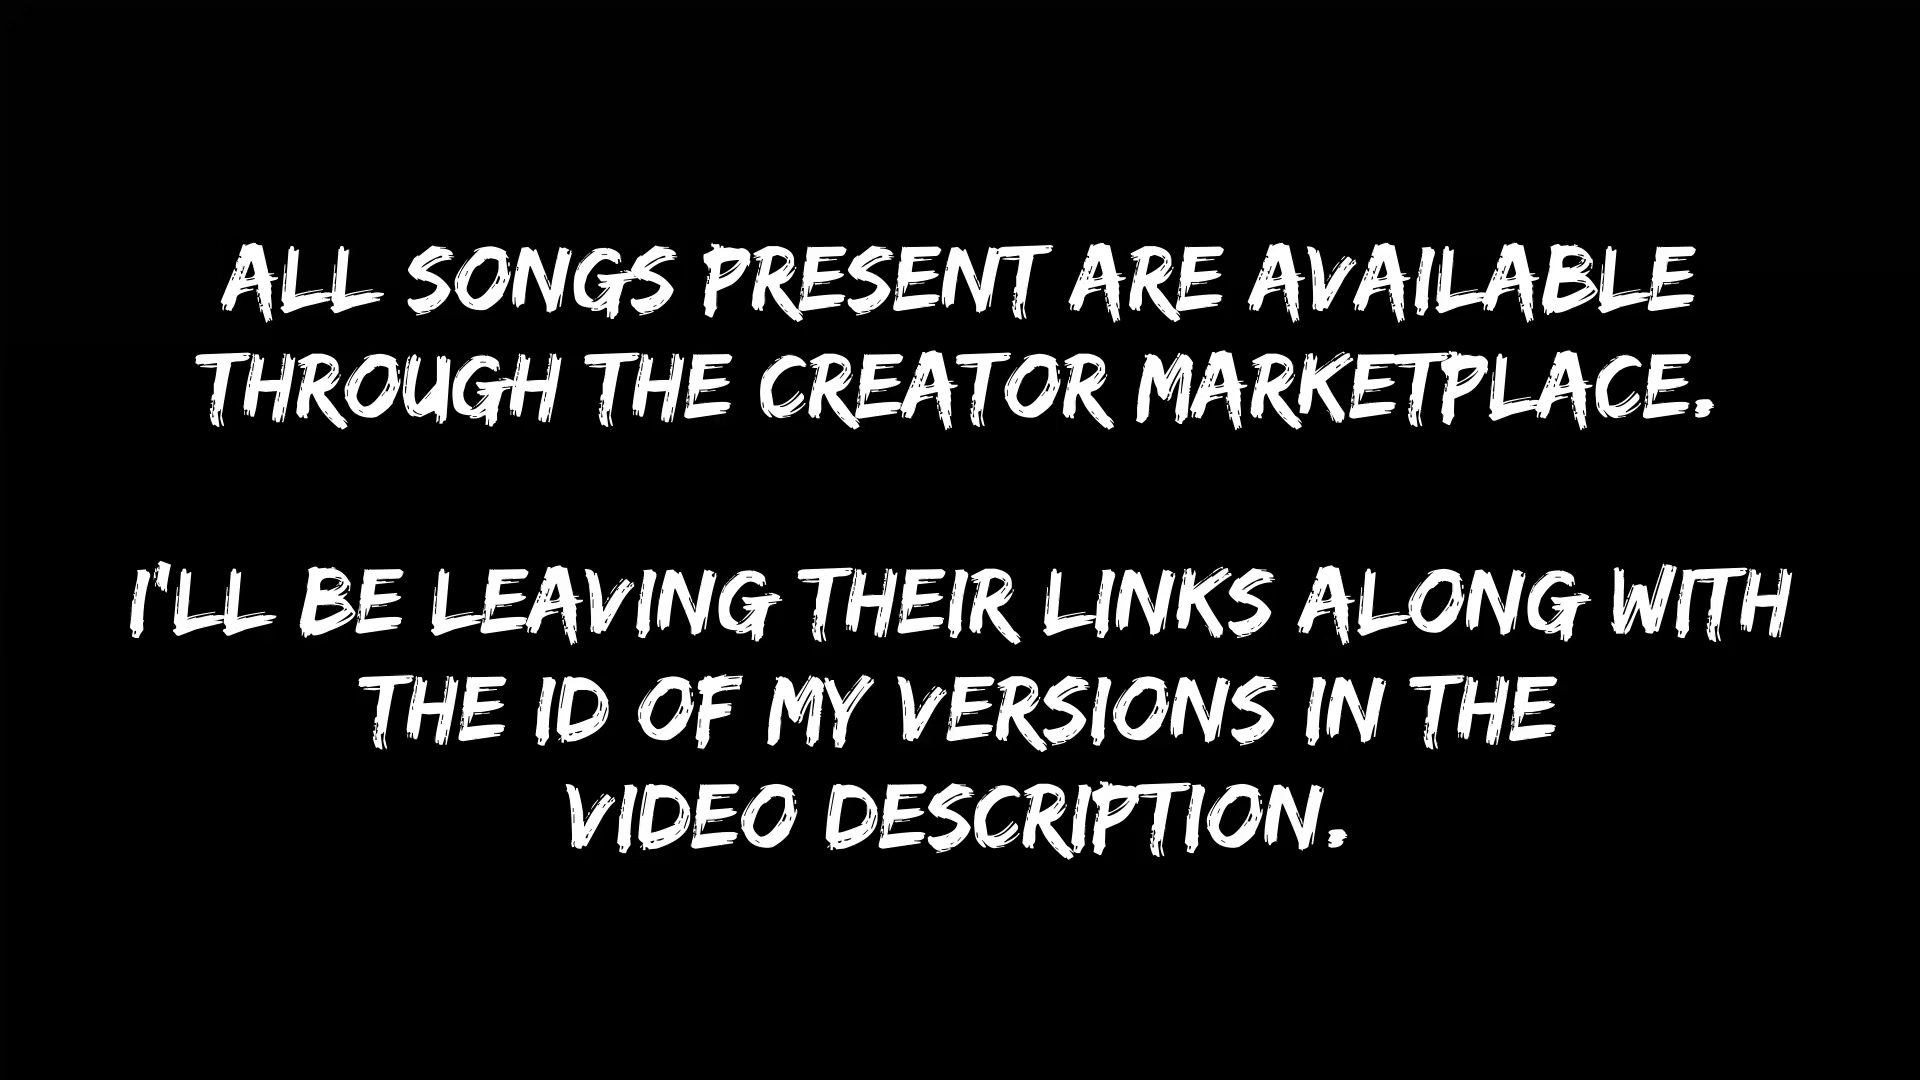 ALL SONGS PRESENT ARE AVAILABLE
THROUGH THE CREATOR MARKETPLACE.
I'LL BE LEAVING THEIR LINKS ALONG WITH
THE ID OF MY VERSIONS IN THE
VIDEO DESCRIPTION.